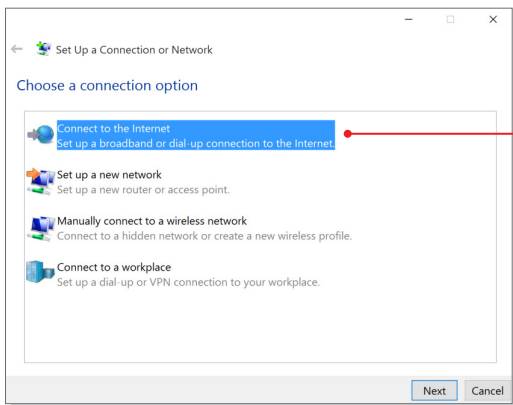 Set Up a Connection or Network
Choose a connection option
Connect to the Internet
Set up a broadband or dial-up connection to the Internet.
Set up a new network
Set up a new router or access point.
Manually connect to a wireless network
Connect to a hidden network or create a new wireless profile.
Connect to a workplace
Set up a dial-up or VPN connection to your workplace.
Next Cancel